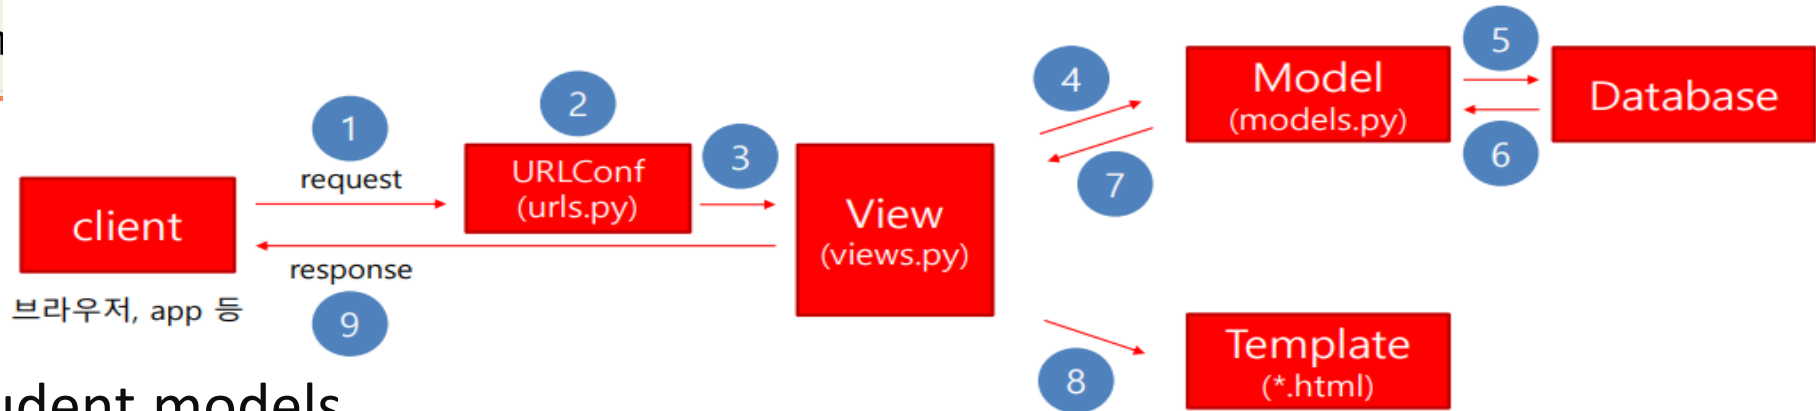 1
request
2
URLConf
(urls.py)
3
client
브라우저, app 등
response
9
View
(views.py)
4
7
Model
(models.py)
5
6
Database
8
Template
(*.html)
models